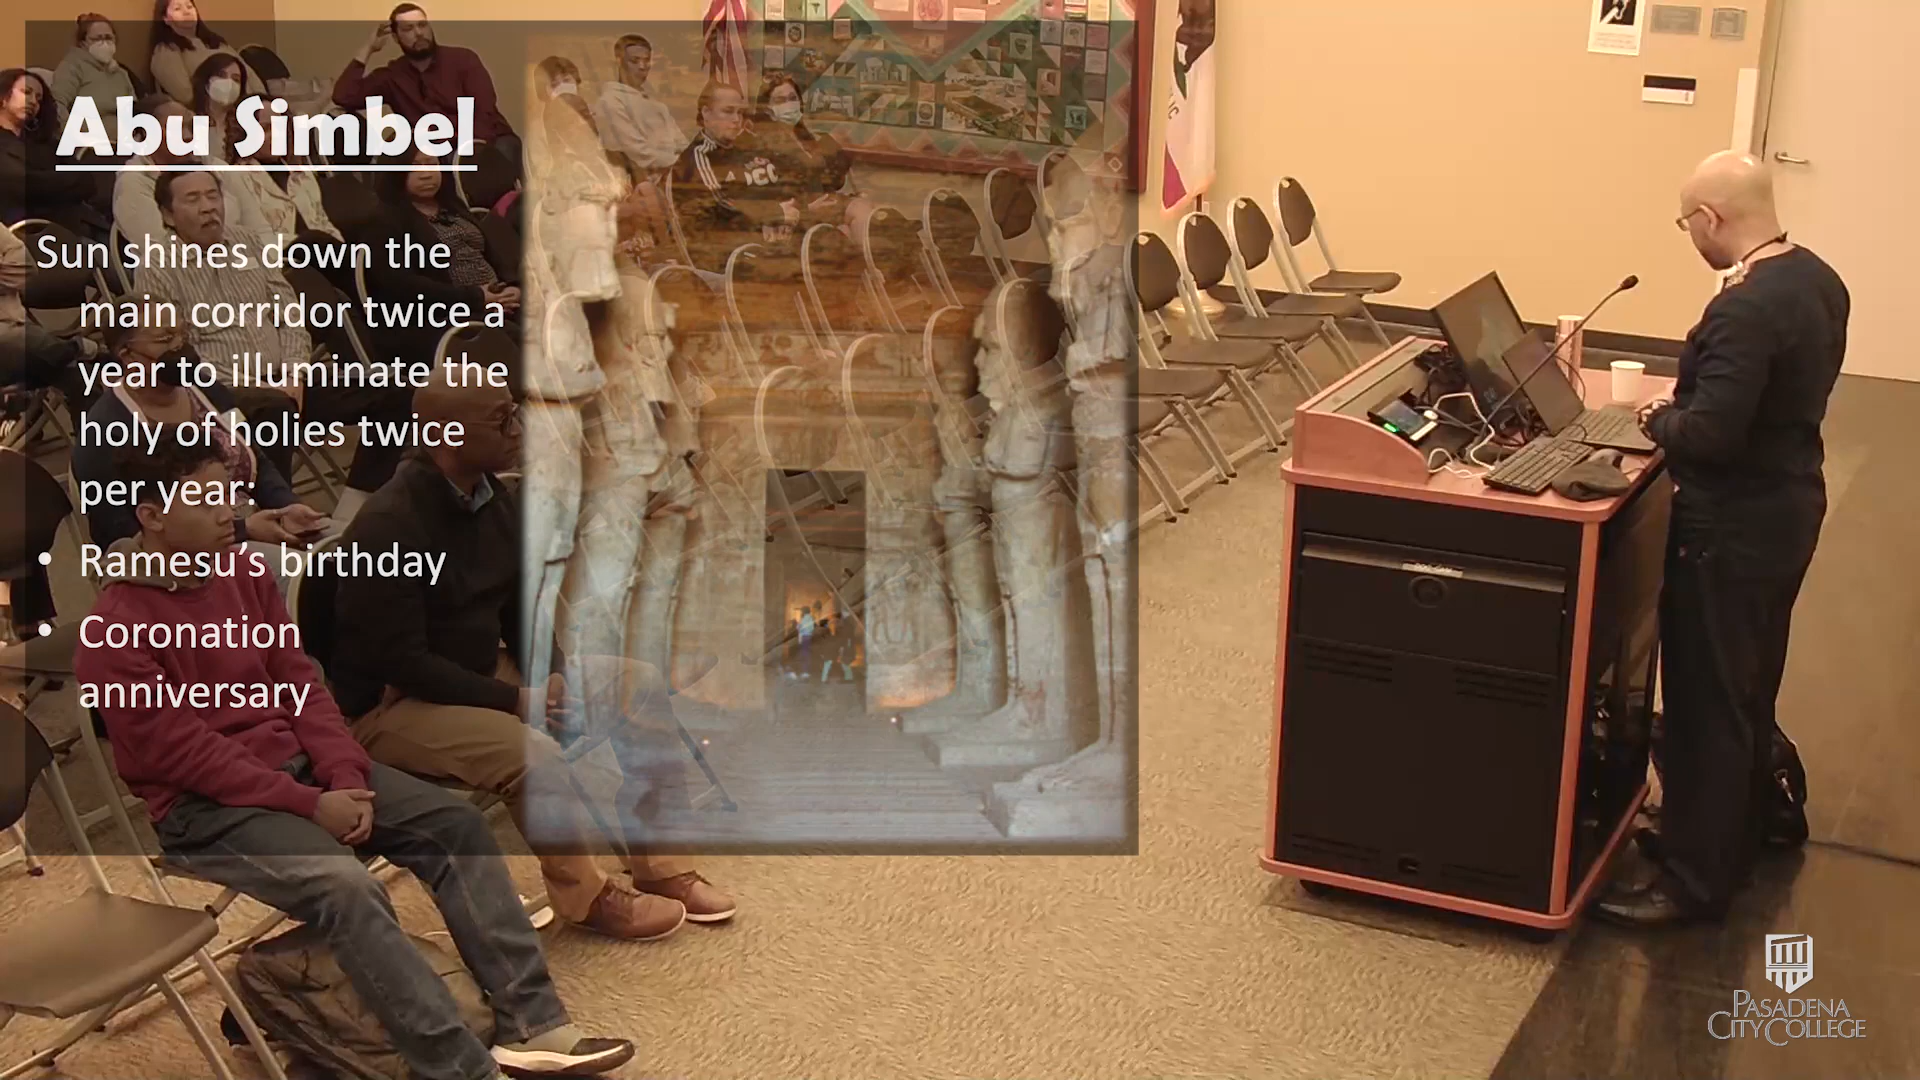 Abu Simbel
Sun shines down the
main corridor twice a
year to illuminate the
holy of holies twice
per year:
• Ramesu's birthday
• Coronation
anniversary
PCC
PASADENA
CITY COLLEGE